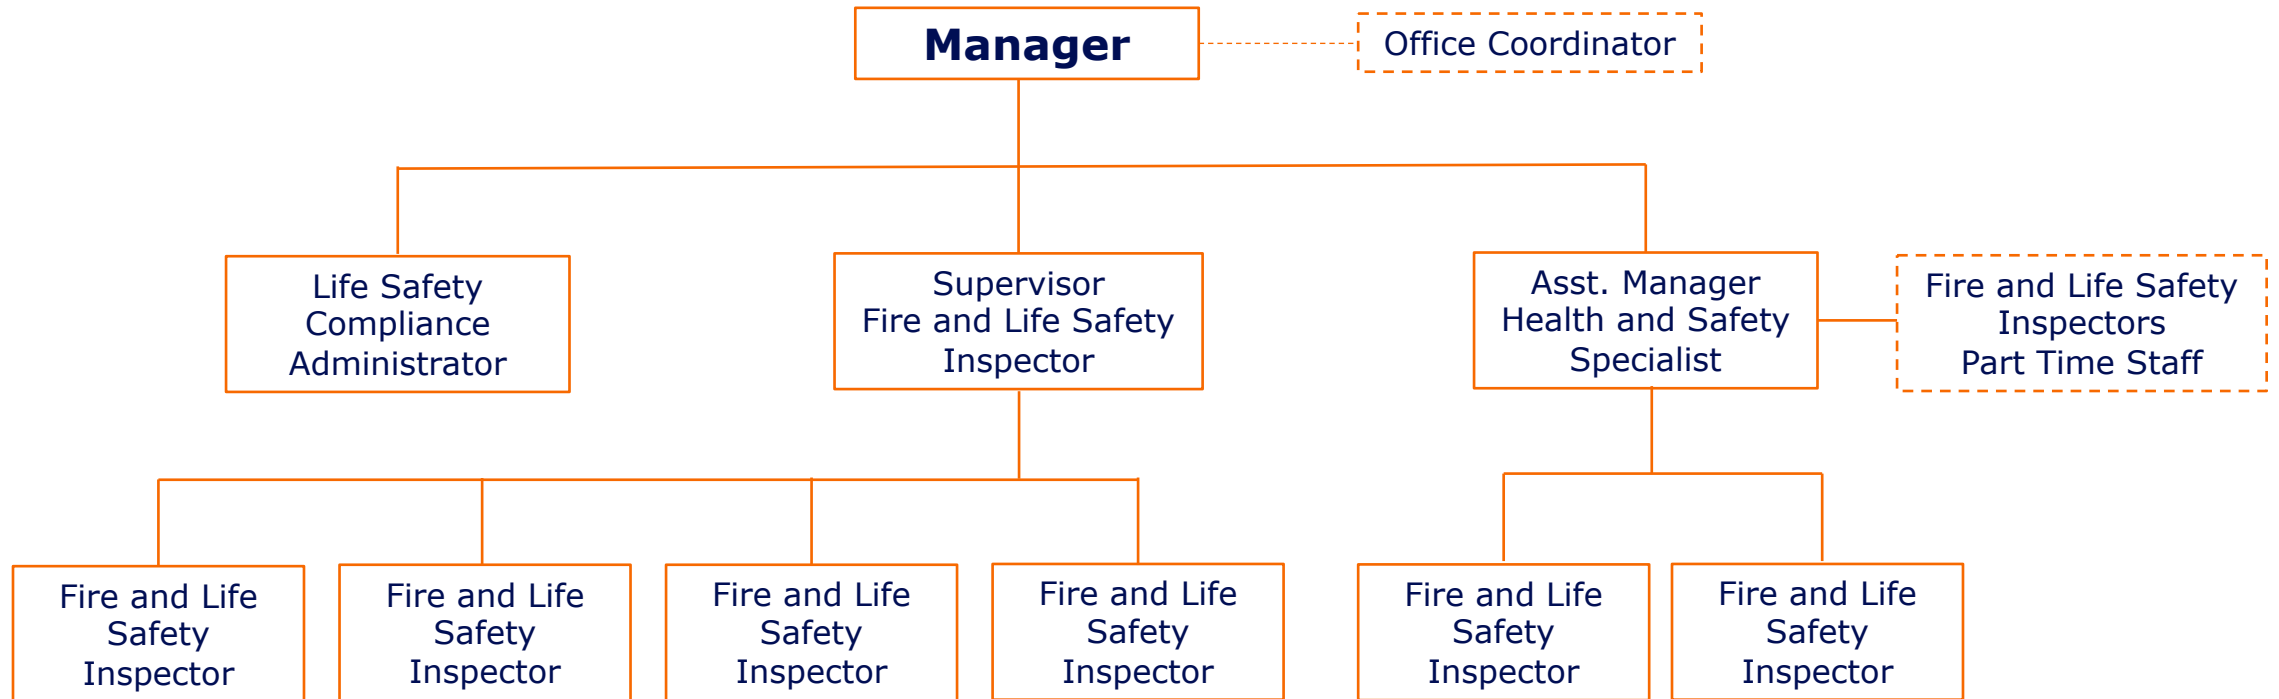 Manager
Office Coordinator
Life Safety
Compliance
Administrator
Supervisor
Fire and Life Safety
Inspector
Asst. Manager
Health and Safety
Specialist
Fire and Life Safety
Inspectors
Part Time Staff
Fire and Life
Safety
Inspector
Fire and Life
Safety
Inspector
Fire and Life
Safety
Inspector
Fire and Life
Safety
Inspector
Fire and Life
Safety
Inspector
Fire and Life
Safety
Inspector